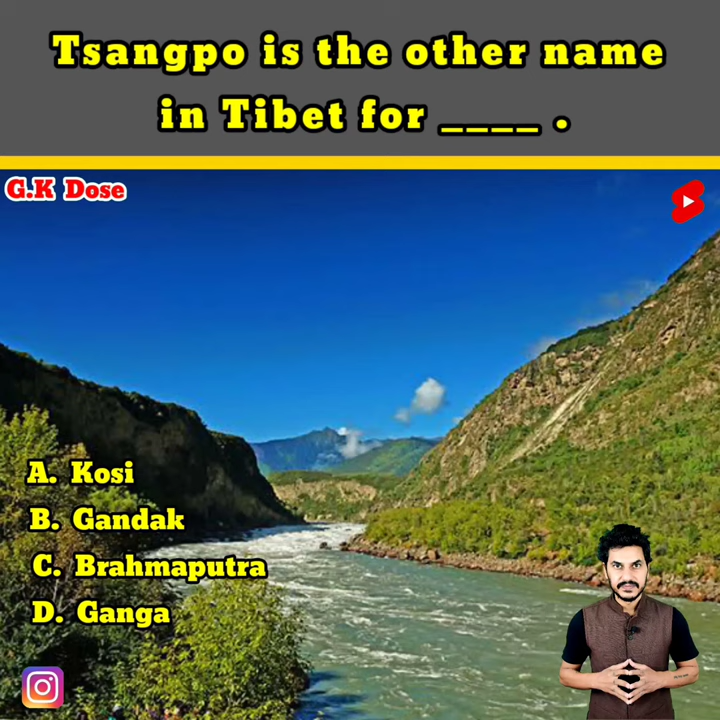 Tsangpo is the other name
in Tibet for ____ .
G.K Dose
A. Kosi
B. Gandak
C. Brahmaputra
D. Ganga